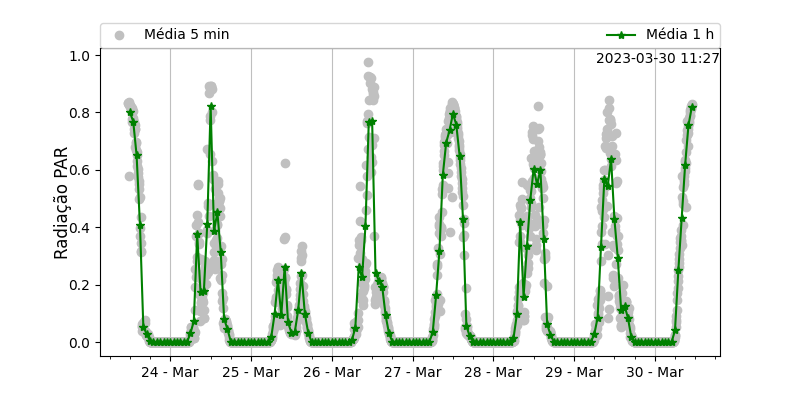 Média 5 min
Média 1 h
2023-03-30 11:27
Radiação PAR
1.0
0.8
0.6
0.4
0.2
0.0
24 - Mar
25 - Mar
26 - Mar
27 - Mar
28 - Mar
29 - Mar
30 - Mar